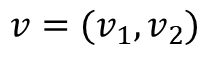 v = (v₁, v₂)